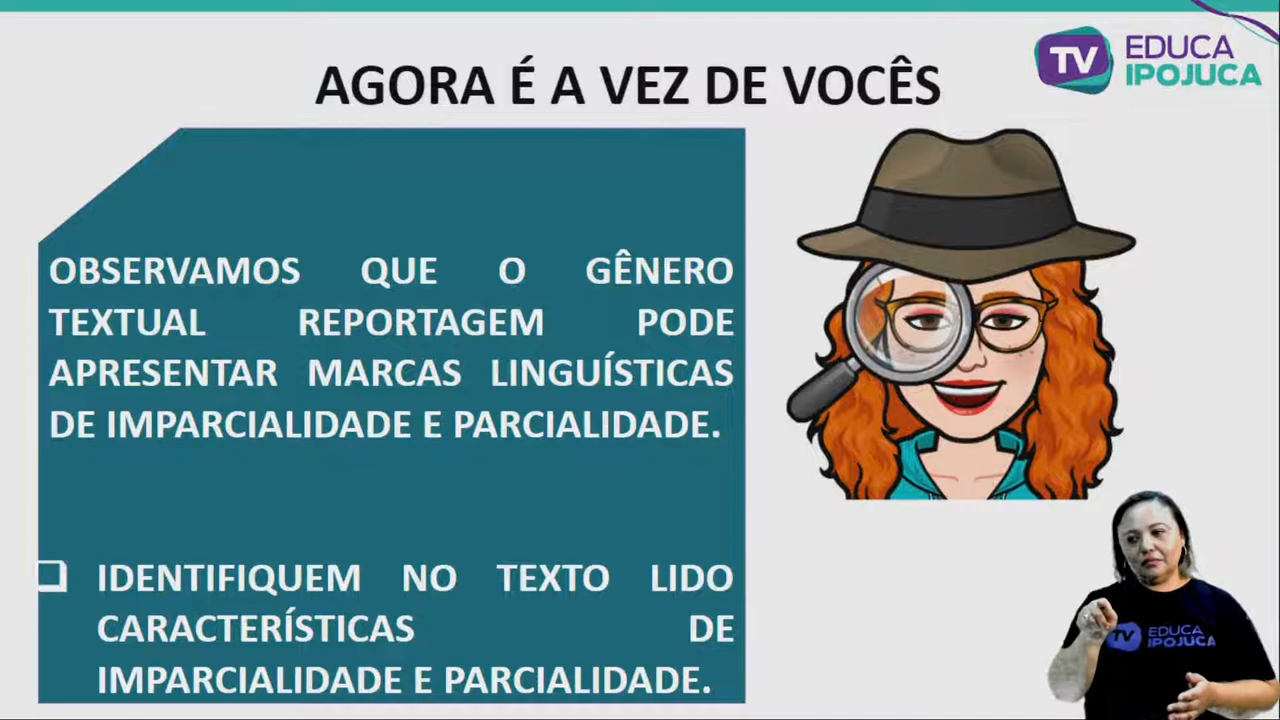 TV EDUCA
IPOJUCA
AGORA É A VEZ DE VOCÊS
OBSERVAMOS QUE O GÊNERO
TEXTUAL REPORTAGEM PODE
APRESENTAR MARCAS LINGUÍSTICAS
DE IMPARCIALIDADE E PARCIALIDADE.
IDENTIFIQUEM NO TEXTO LIDO
CARACTERÍSTICAS DE
IMPARCIALIDADE E PARCIALIDADE.
TV EDUCA
IPOJUCA